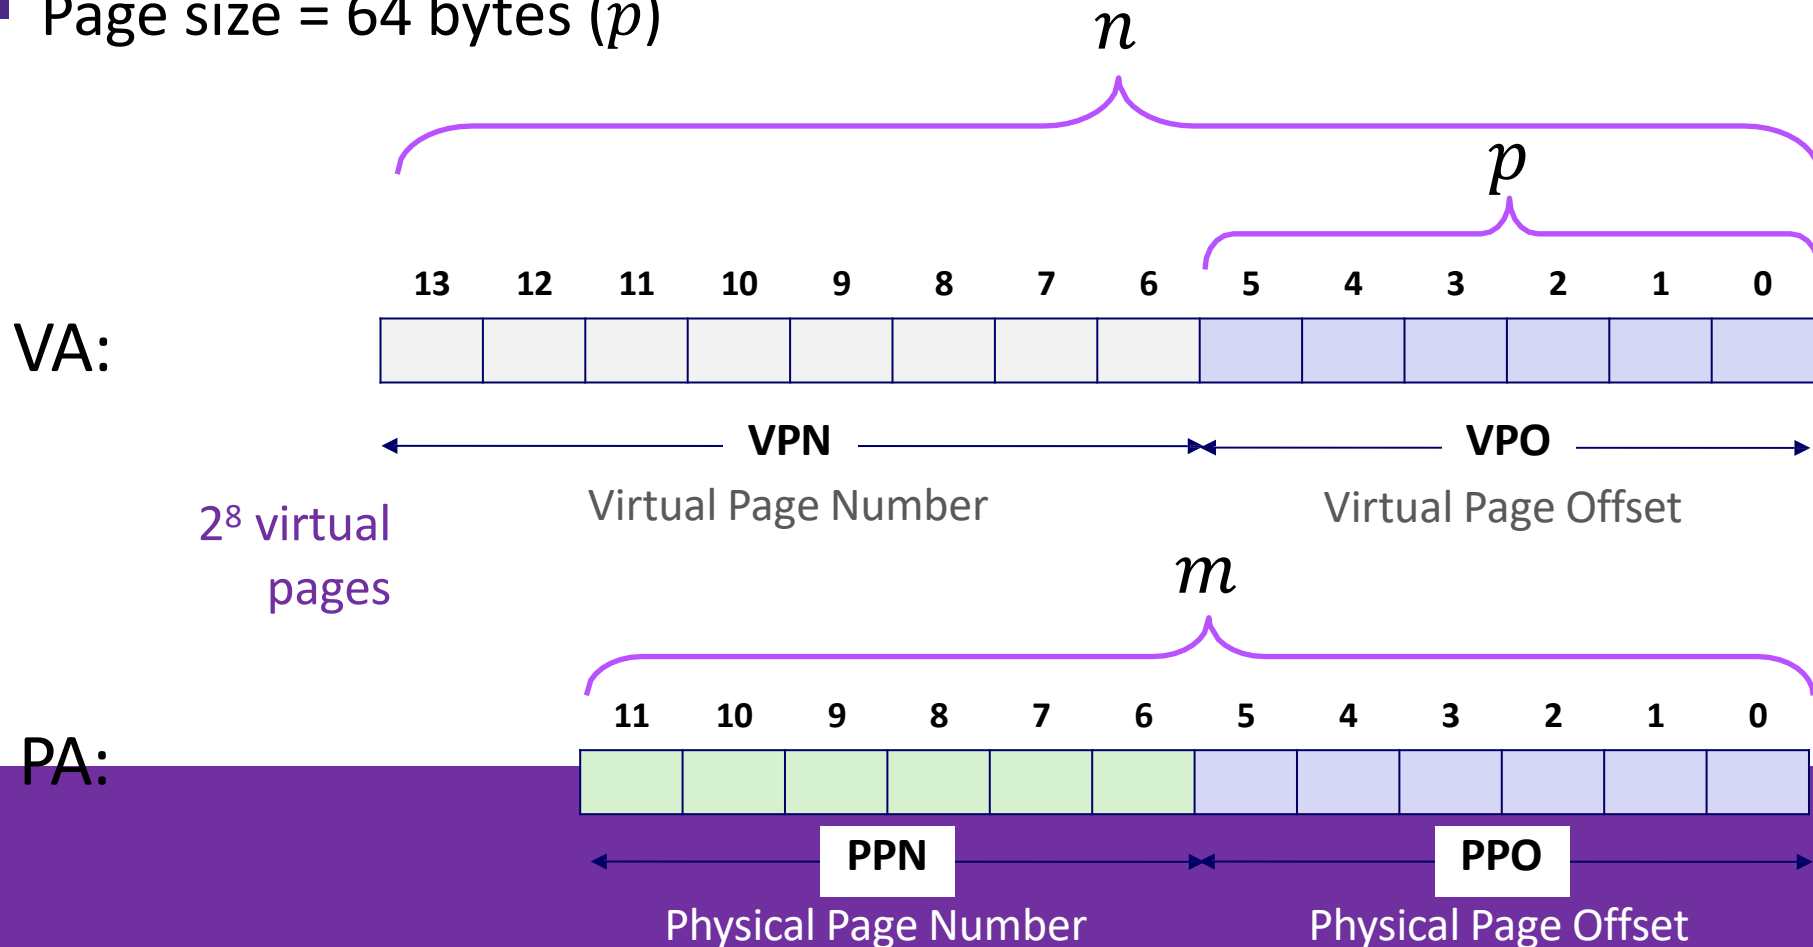 Page size = 64 bytes (p)
n
p
13 12 11 10 9 8 7 6 5 4 3 2 1 0
VA:
VPN VPO
Virtual Page Number Virtual Page Offset
2⁸ virtual
pages
m
11 10 9 8 7 6 5 4 3 2 1 0
PA:
PPN PPO
Physical Page Number Physical Page Offset